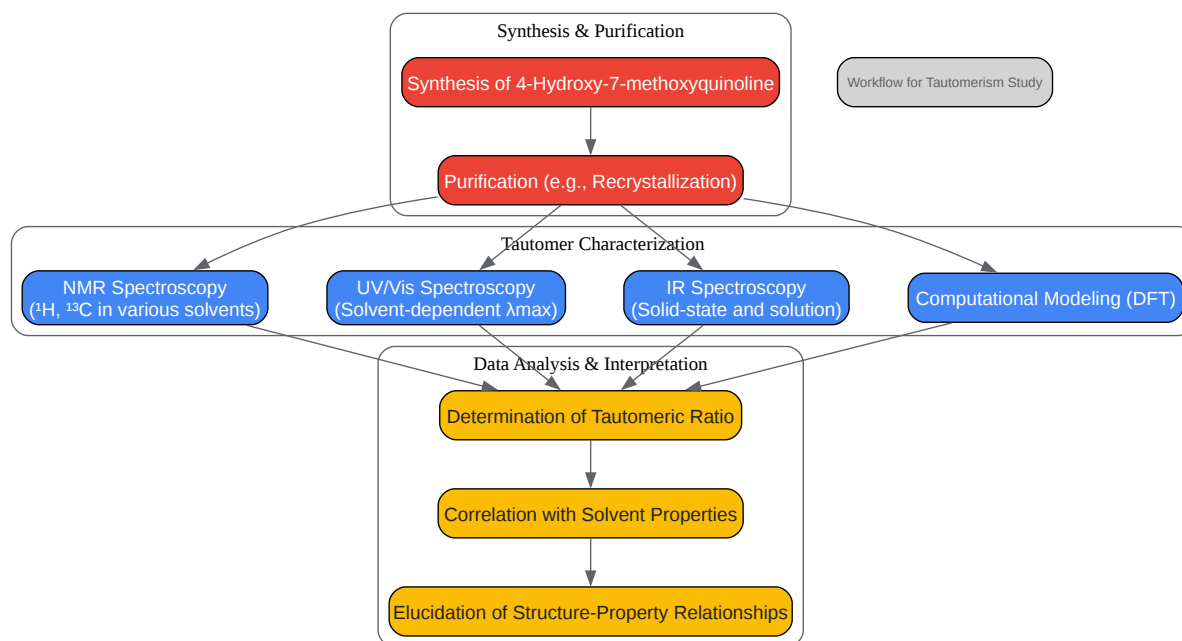 Synthesis & Purification
Synthesis of 4-Hydroxy-7-methoxyquinoline
Workflow for Tautomerism Study
Purification (e.g., Recrystallization)
Tautomer Characterization
NMR Spectroscopy
(¹H, ¹³C in various solvents)
UV/Vis Spectroscopy
(Solvent-dependent λmax)
IR Spectroscopy
(Solid-state and solution)
Computational Modeling (DFT)
Data Analysis & Interpretation
Determination of Tautomeric Ratio
Correlation with Solvent Properties
Elucidation of Structure-Property Relationships